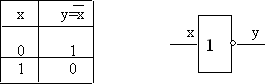 x y=x̅
0 1
1 0
x 1 y